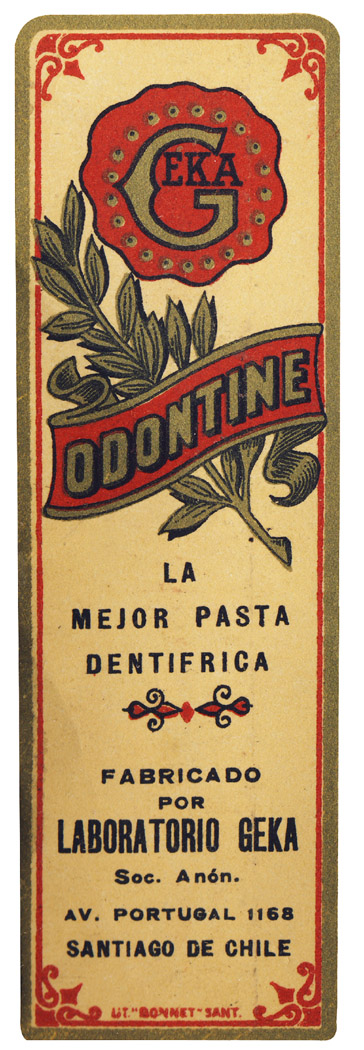 GEKA
ODONTINE
LA
MEJOR PASTA
DENTIFRICA
FABRICADO
POR
LABORATORIO GEKA
Soc. Anón.
AV. PORTUGAL 1168
SANTIAGO DE CHILE
LIT. "BONNET" SANT.